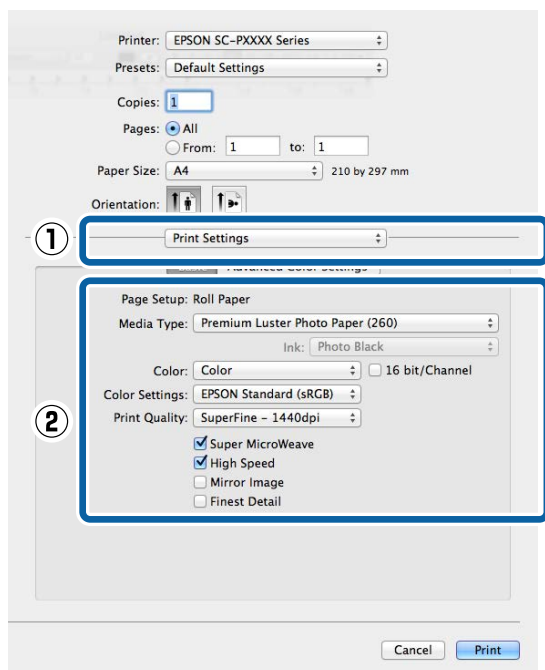 Printer: EPSON SC-PXXXX Series
Presets: Default Settings
Copies: 1
Pages: All
From: 1 to: 1
Paper Size: A4 210 by 297 mm
Orientation:
① Print Settings
Advanced Color Settings
Page Setup: Roll Paper
Media Type: Premium Luster Photo Paper (260)
Ink: Photo Black
Color: Color 16 bit/Channel
Color Settings: EPSON Standard (sRGB)
② Print Quality: SuperFine – 1440dpi
Super MicroWeave
High Speed
Mirror Image
Finest Detail
Cancel Print